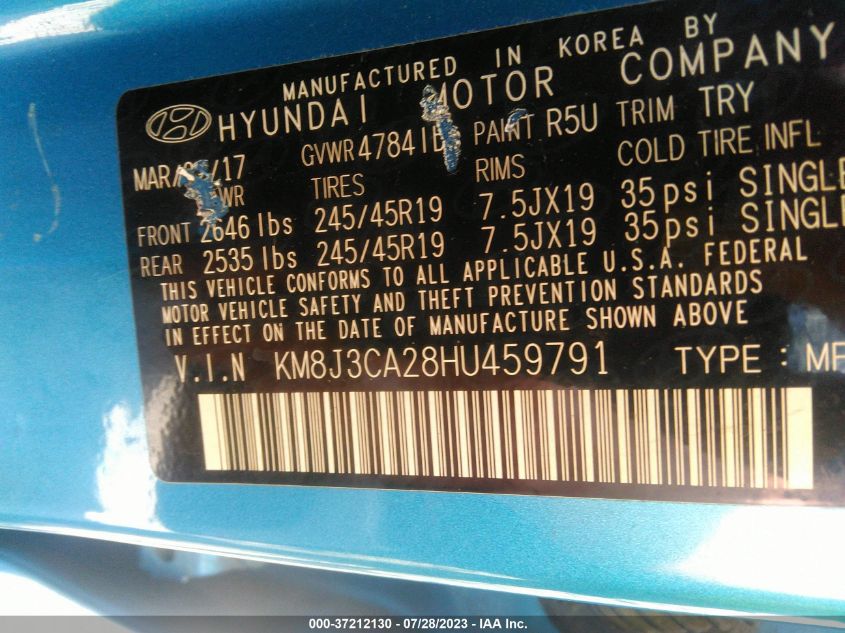 MANUFACTURED IN KOREA BY
HYUNDAI MOTOR COMPANY
MAR/ /17 GVWR 4784 PAINT R5U TRIM TRY
TIRES RIMS COLD TIRE INFL
FRONT 2646 lbs 245/45R19 7.5JX19 35psi SINGLE
REAR 2535 lbs 245/45R19 7.5JX19 35psi SINGLE
THIS VEHICLE CONFORMS TO ALL APPLICABLE U.S.A. FEDERAL
MOTOR VEHICLE SAFETY AND THEFT PREVENTION STANDARDS
IN EFFECT ON THE DATE OF MANUFACTURE SHOWN ABOVE
V.I.N KM8J3CA28HU459791 TYPE : MP
000-37212130 / 07/28/2023 - IAA Inc.